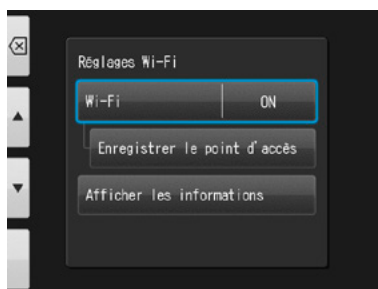 Réglages Wi-Fi
Wi-Fi ON
Enregistrer le point d'accès
Afficher les informations